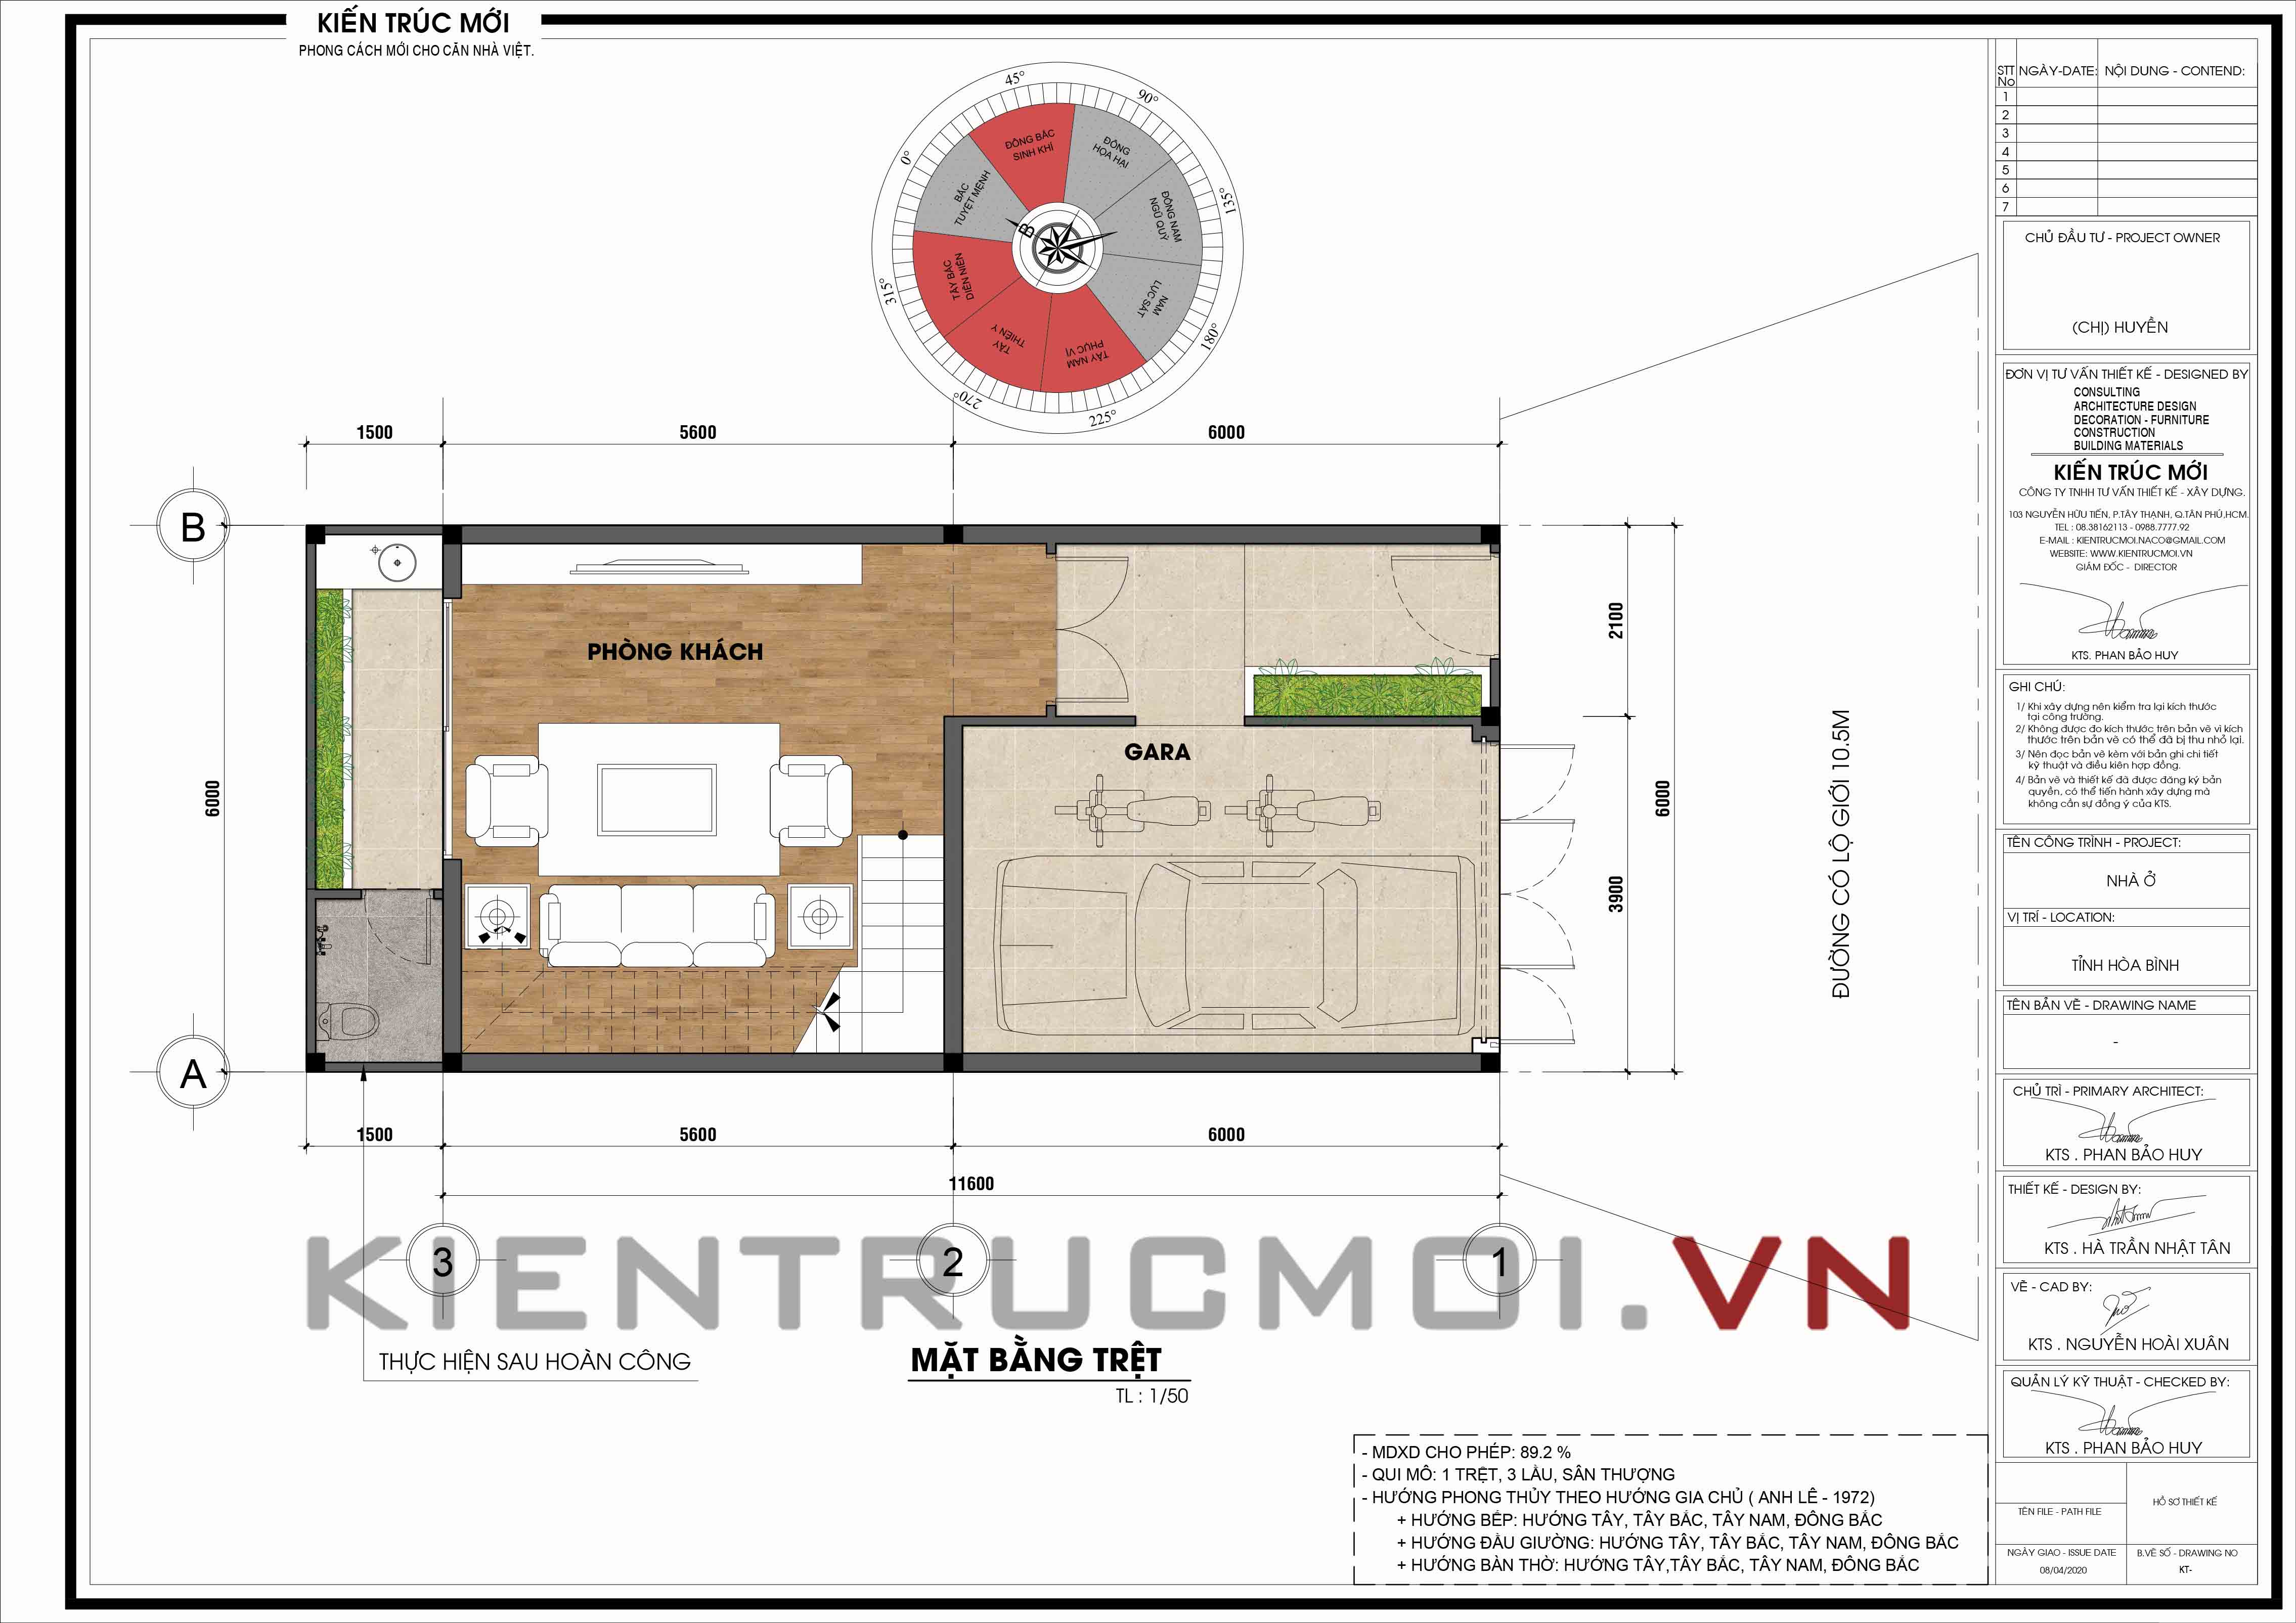 KIẾN TRÚC MỚI
PHONG CÁCH MỚI CHO CĂN NHÀ VIỆT.
45°
90°
135°
180°
225°
270°
315°
0°
ĐÔNG BẮC
SINH KHÍ
ĐÔNG
HỌA HẠI
ĐÔNG NAM
NGŨ QUỶ
NAM
LỤC SÁT
TÂY NAM
PHỤC VỊ
TÂY
THIÊN Y
TÂY BẮC
DIÊN NIÊN
BẮC
TUYỆT MỆNH
B
1500
5600
6000
B
A
6000
PHÒNG KHÁCH
GARA
2100
3900
6000
ĐƯỜNG CÓ LỘ GIỚI 10.5M
1500
5600
6000
11600
3
2
1
KIENTRUCMOI.VN
THỰC HIỆN SAU HOÀN CÔNG
MẶT BẰNG TRỆT
TL : 1/50
- MDXD CHO PHÉP: 89.2 %
- QUI MÔ: 1 TRỆT, 3 LẦU, SÂN THƯỢNG
- HƯỚNG PHONG THỦY THEO HƯỚNG GIA CHỦ ( ANH LÊ - 1972)
+ HƯỚNG BẾP: HƯỚNG TÂY, TÂY BẮC, TÂY NAM, ĐÔNG BẮC
+ HƯỚNG ĐẦU GIƯỜNG: HƯỚNG TÂY, TÂY BẮC, TÂY NAM, ĐÔNG BẮC
+ HƯỚNG BÀN THỜ: HƯỚNG TÂY,TÂY BẮC, TÂY NAM, ĐÔNG BẮC
STT No NGÀY-DATE: NỘI DUNG - CONTEND:
1
2
3
4
5
6
7
CHỦ ĐẦU TƯ - PROJECT OWNER
(CHỊ) HUYỀN
ĐƠN VỊ TƯ VẤN THIẾT KẾ - DESIGNED BY
CONSULTING
ARCHITECTURE DESIGN
DECORATION - FURNITURE
CONSTRUCTION
BUILDING MATERIALS
KIẾN TRÚC MỚI
CÔNG TY TNHH TƯ VẤN THIẾT KẾ - XÂY DỰNG.
103 NGUYỄN HỮU TIẾN, P.TÂY THẠNH, Q.TÂN PHÚ,HCM.
TEL : 08.38162113 - 0988.7777.92
E-MAIL : KIENTRUCMOI.NACO@GMAIL.COM
WEBSITE: WWW.KIENTRUCMOI.VN
GIÁM ĐỐC - DIRECTOR
KTS. PHAN BẢO HUY
GHI CHÚ:
1/ Khi xây dựng nên kiểm tra lại kích thước
tại công trường.
2/ Không được đo kích thước trên bản vẽ vì kích
thước trên bản vẽ có thể đã bị thu nhỏ lại.
3/ Nên đọc bản vẽ kèm với bản ghi chi tiết
kỹ thuật và điều kiên hợp đồng.
4/ Bản vẽ và thiết kế đã được đăng ký bản
quyền, có thể tiến hành xây dựng mà
không cần sự đồng ý của KTS.
TÊN CÔNG TRÌNH - PROJECT:
NHÀ Ở
VỊ TRÍ - LOCATION:
TỈNH HÒA BÌNH
TÊN BẢN VẼ - DRAWING NAME
-
CHỦ TRÌ - PRIMARY ARCHITECT:
KTS . PHAN BẢO HUY
THIẾT KẾ - DESIGN BY:
KTS . HÀ TRẦN NHẬT TÂN
VẼ - CAD BY:
KTS . NGUYỄN HOÀI XUÂN
QUẢN LÝ KỸ THUẬT - CHECKED BY:
KTS . PHAN BẢO HUY
TÊN FILE - PATH FILE
HỒ SƠ THIẾT KẾ
NGÀY GIAO - ISSUE DATE
08/04/2020
B.VẼ SỐ - DRAWING NO
KT-